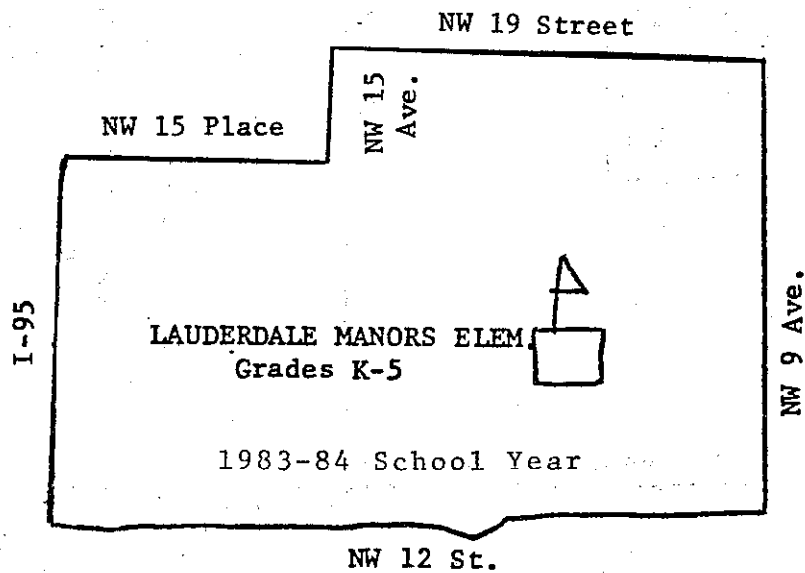 NW 19 Street
NW 15
Ave.
NW 15 Place
I-95
LAUDERDALE MANORS ELEM.
Grades K-5
NW 9 Ave.
1983-84 School Year
NW 12 St.